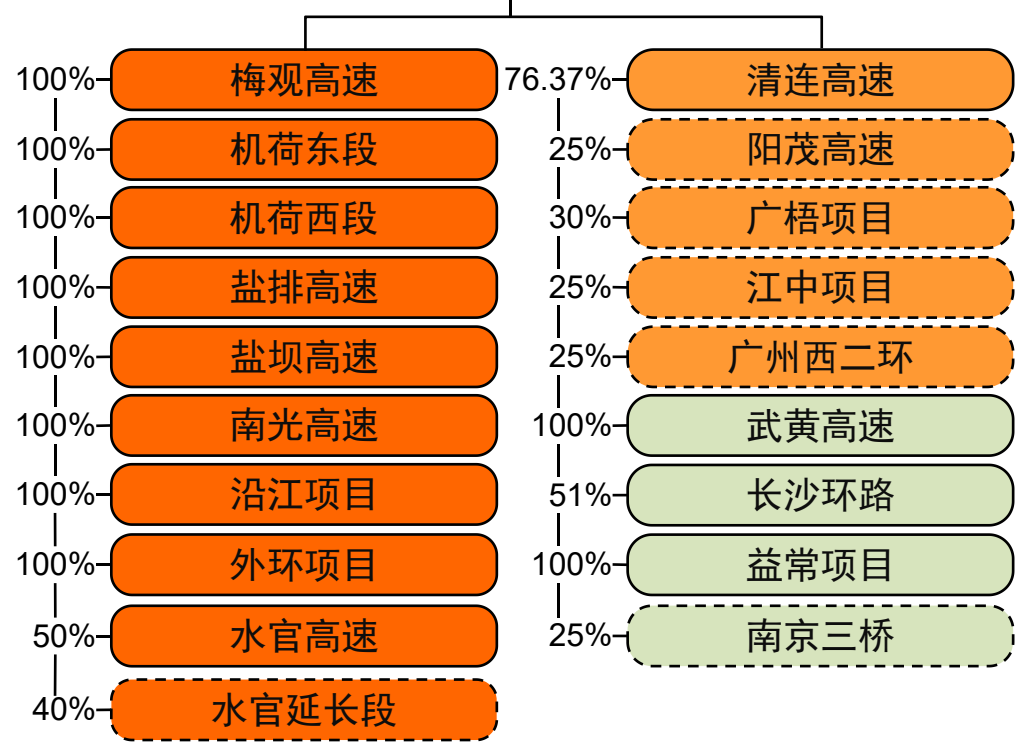 100% 梅观高速
100% 机荷东段
100% 机荷西段
100% 盐排高速
100% 盐坝高速
100% 南光高速
100% 沿江项目
100% 外环项目
50% 水官高速
40% 水官延长段
76.37% 清连高速
25% 阳茂高速
30% 广梧项目
25% 江中项目
25% 广州西二环
100% 武黄高速
51% 长沙环路
100% 益常项目
25% 南京三桥